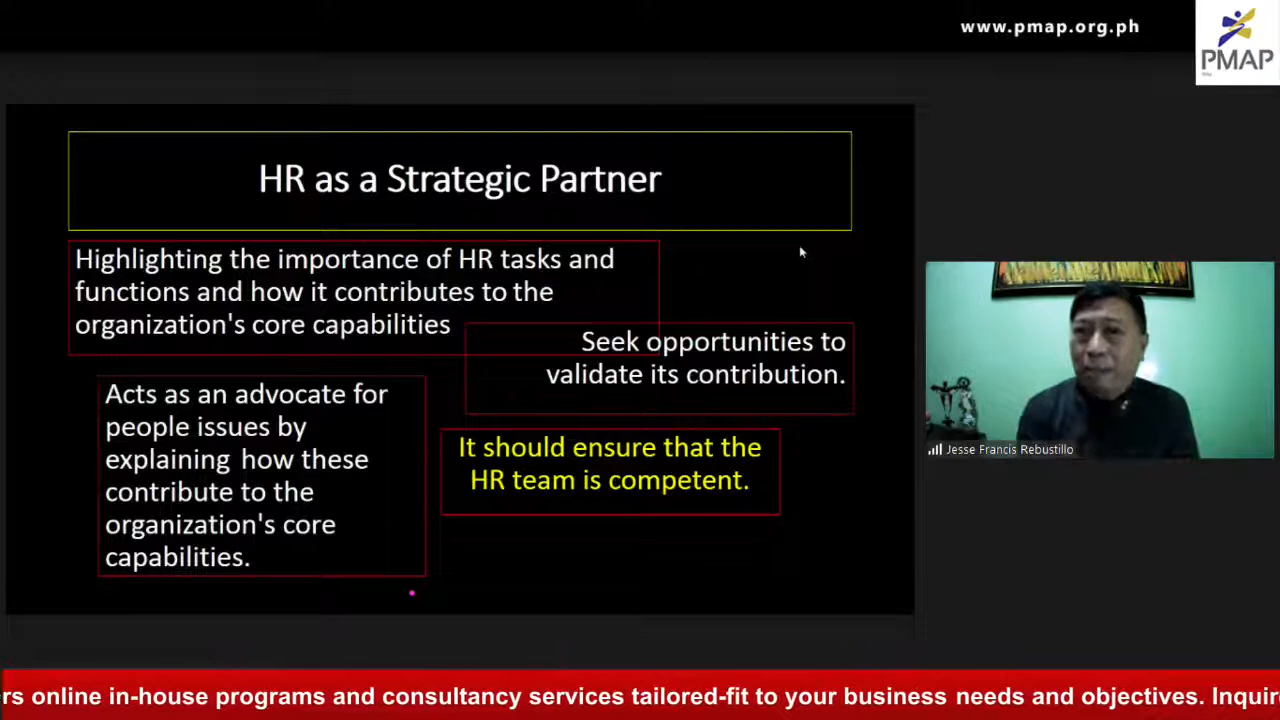 www.pmap.org.ph
PMAP
HR as a Strategic Partner
Highlighting the importance of HR tasks and
functions and how it contributes to the
organization's core capabilities
Seek opportunities to
validate its contribution.
Acts as an advocate for
people issues by
explaining how these
contribute to the
organization's core
capabilities.
It should ensure that the
HR team is competent.
Jesse Francis Rebustillo
rs online in-house programs and consultancy services tailored-fit to your business needs and objectives. Inquir